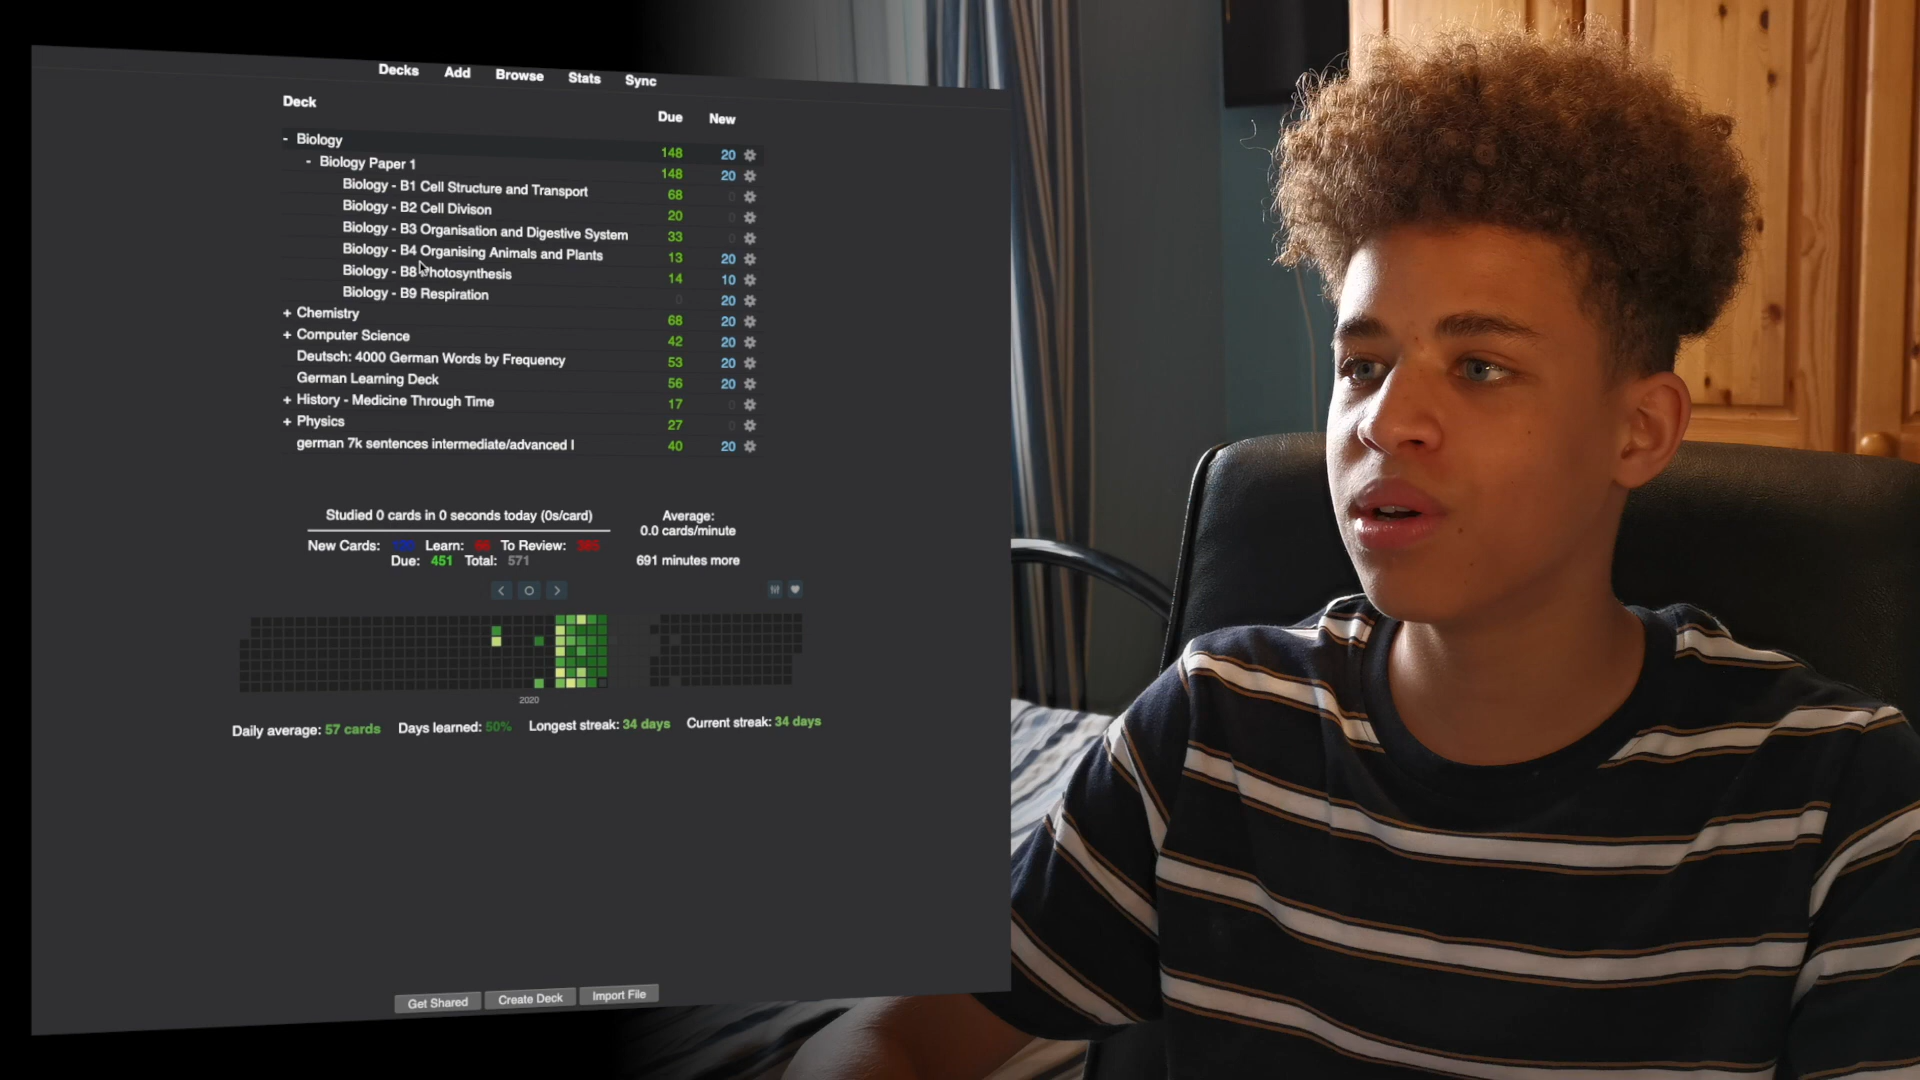 Decks Add Browse Stats Sync
Deck Due New
- Biology 148 20
- Biology Paper 1 148 20
Biology - B1 Cell Structure and Transport 68 0
Biology - B2 Cell Divison 20 0
Biology - B3 Organisation and Digestive System 33 0
Biology - B4 Organising Animals and Plants 13 20
Biology - B8 Photosynthesis 14 10
Biology - B9 Respiration 0 20
+ Chemistry 68 20
+ Computer Science 42 20
Deutsch: 4000 German Words by Frequency 53 20
German Learning Deck 56 20
+ History - Medicine Through Time 17 0
+ Physics 27 0
german 7k sentences intermediate/advanced I 40 20
Studied 0 cards in 0 seconds today (0s/card)
Average:
0.0 cards/minute
New Cards: Learn: To Review:
Due: 451 Total: 571
691 minutes more
2020
Daily average: 57 cards Days learned: 50% Longest streak: 34 days Current streak: 34 days
Get Shared Create Deck Import File